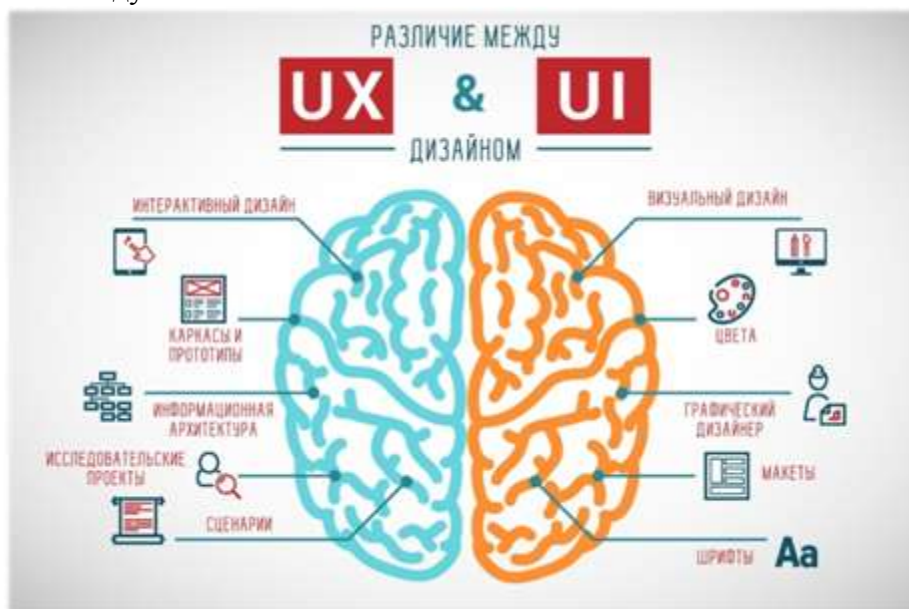 РАЗЛИЧИЕ МЕЖДУ
UX & UI
ДИЗАЙНОМ
ИНТЕРАКТИВНЫЙ ДИЗАЙН
КАРКАСЫ И
ПРОТОТИПЫ
ИНФОРМАЦИОННАЯ
АРХИТЕКТУРА
ИССЛЕДОВАТЕЛЬСКИЕ
ПРОЕКТЫ
СЦЕНАРИИ
ВИЗУАЛЬНЫЙ ДИЗАЙН
ЦВЕТА
ГРАФИЧЕСКИЙ
ДИЗАЙНЕР
МАКЕТЫ
ШРИФТЫ Aa